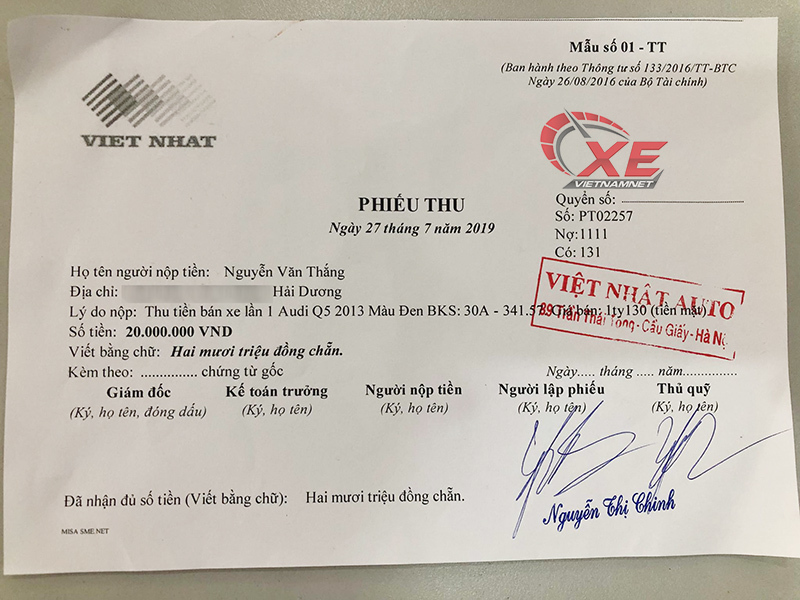 Mẫu số 01 - TT
(Ban hành theo Thông tư số 133/2016/TT-BTC
Ngày 26/08/2016 của Bộ Tài chính)
VIET NHAT
XE
VIETNAMNET
PHIẾU THU
Ngày 27 tháng 7 năm 2019
Quyển số: ..............................
Số: PT02257
Nợ:1111
Có: 131
Họ tên người nộp tiền: Nguyễn Văn Thắng
Địa chỉ: Hải Dương
Lý do nộp: Thu tiền bán xe lần 1 Audi Q5 2013 Màu Đen BKS: 30A - 341.57 Giá bán: 1ty130 (tiền mặt)
VIỆT NHẬT AUTO
89 Trần Thái Tông - Cầu Giấy - Hà Nội
Số tiền: 20.000.000 VND
Viết bằng chữ: Hai mươi triệu đồng chẵn.
Kèm theo: ............... chứng từ gốc
Ngày..... tháng ..... năm...............
Giám đốc Kế toán trưởng Người nộp tiền Người lập phiếu Thủ quỹ
(Ký, họ tên, đóng dấu) (Ký, họ tên) (Ký, họ tên) (Ký, họ tên) (Ký, họ tên)
Nguyễn Thị Chinh
Đã nhận đủ số tiền (Viết bằng chữ): Hai mươi triệu đồng chẵn.
MISA SME.NET